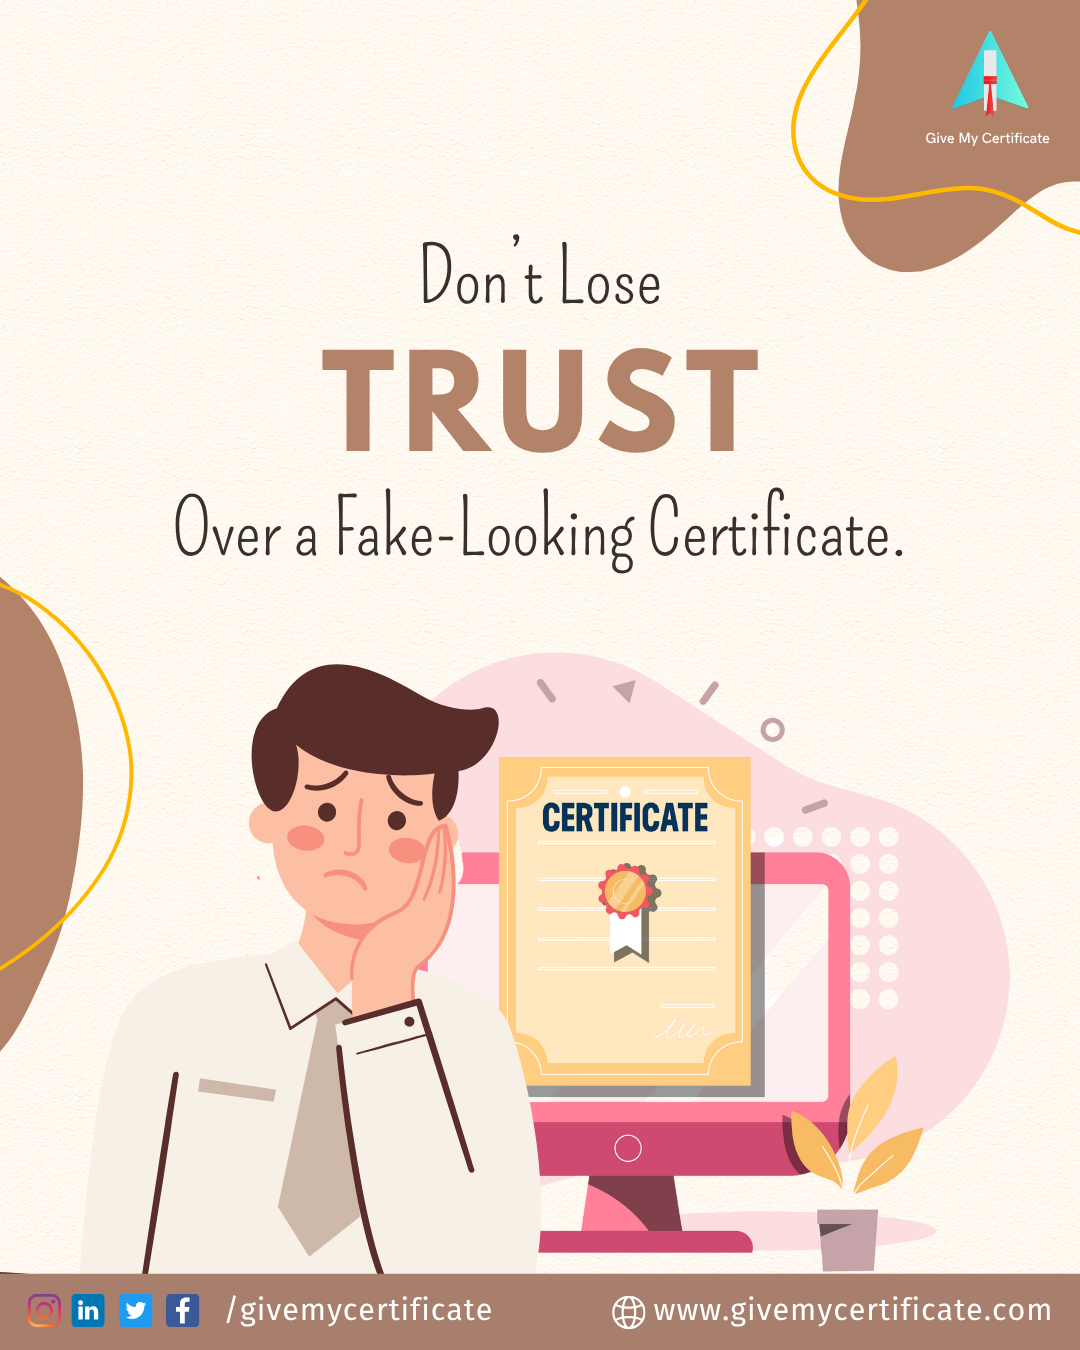 Give My Certificate
Don't Lose
TRUST
Over a Fake-Looking Certificate.
CERTIFICATE
/givemycertificate
www.givemycertificate.com